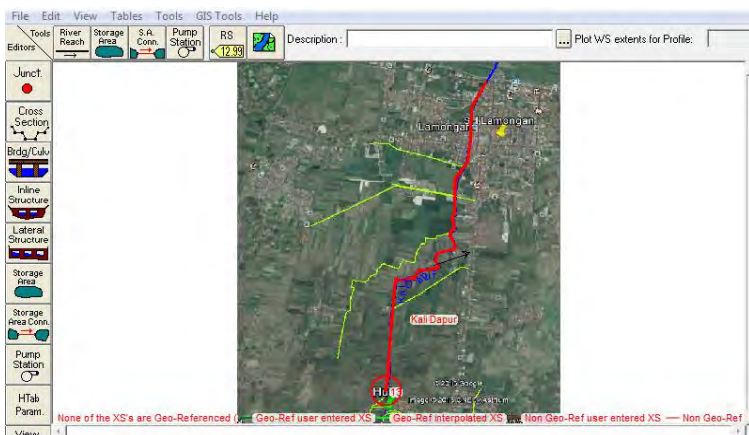 File Edit View Tables Tools GIS Tools Help
Tools
Editors
River Reach
Storage Area
S.A. Conn.
Pump Station
RS
12.99
Description :
...
Plot WS extents for Profile:
Junct.
Cross Section
Brdg/Culv
Inline Structure
Lateral Structure
Storage Area
Storage Area Conn.
Pump Station
HTab Param.
View
Lamongan
Lamongan
Kali Dapur
13
None of the XS's are Geo-Referenced ( Geo-Ref user entered XS Geo-Ref interpolated XS Non Geo-Ref user entered XS Non Geo-Ref